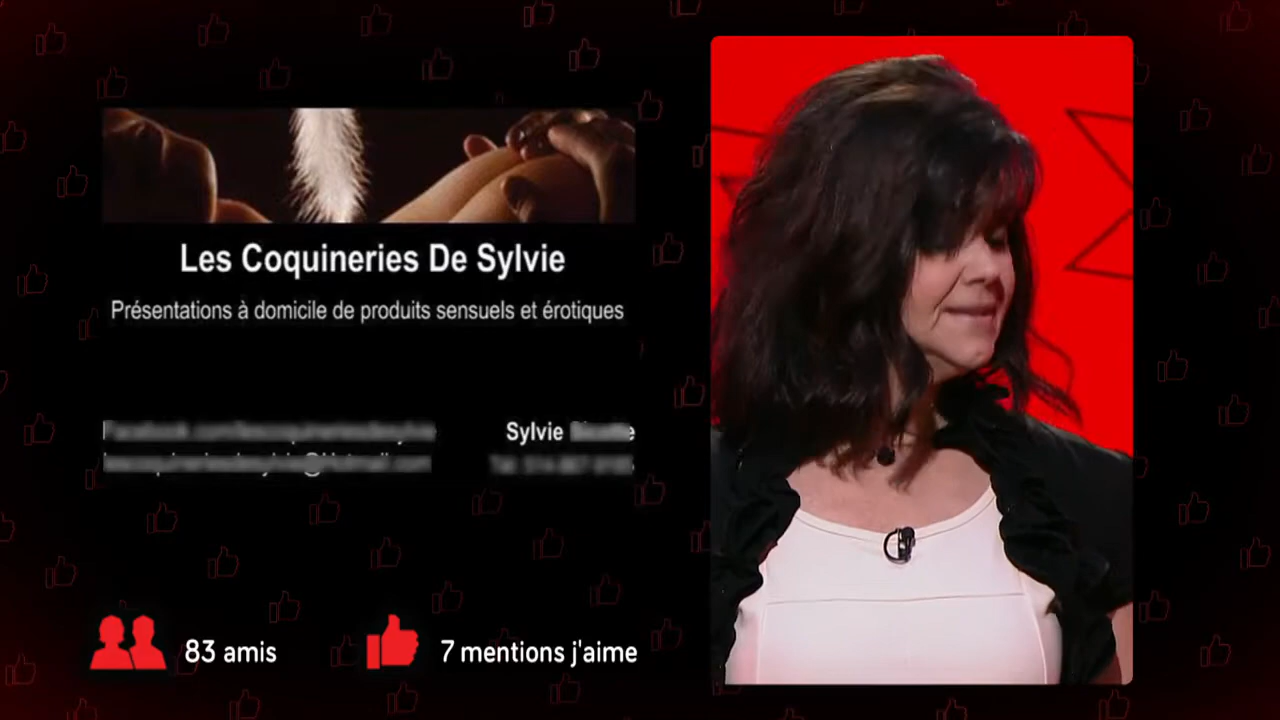 Les Coquineries De Sylvie
Présentations à domicile de produits sensuels et érotiques
Sylvie
83 amis
7 mentions j'aime